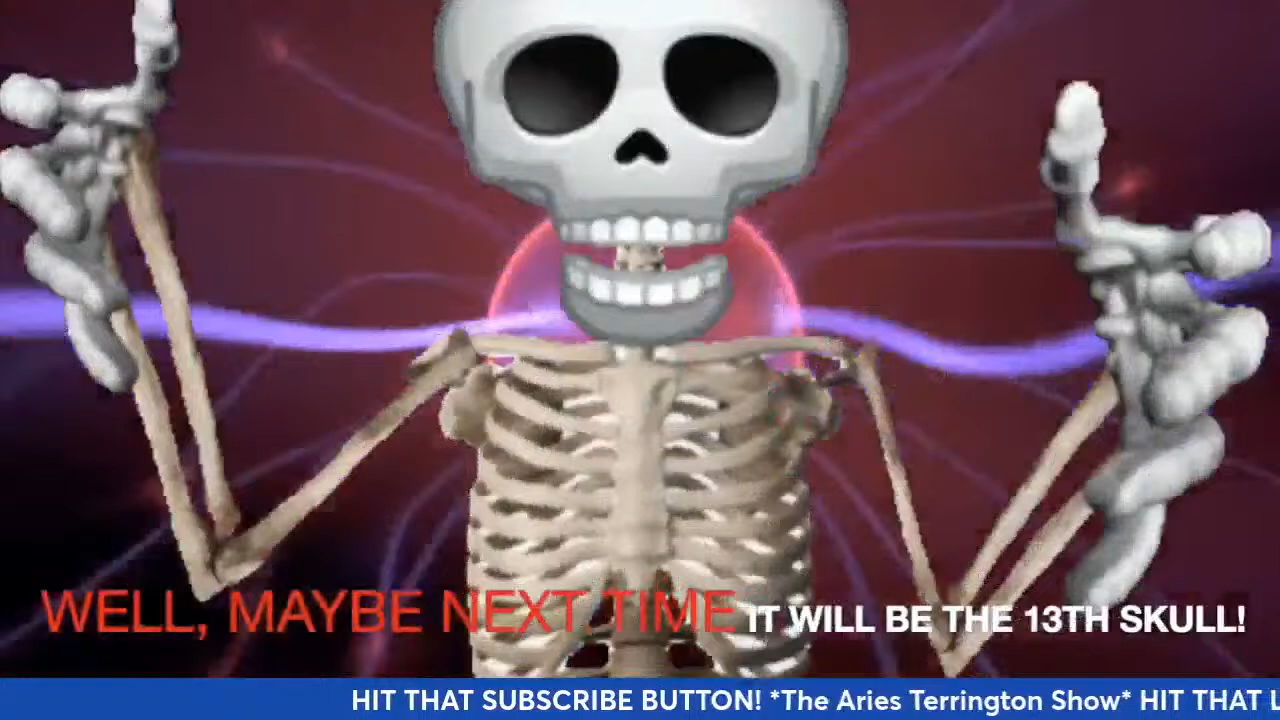 WELL, MAYBE NEXT TIME IT WILL BE THE 13TH SKULL!
HIT THAT SUBSCRIBE BUTTON! *The Aries Terrington Show* HIT THAT L